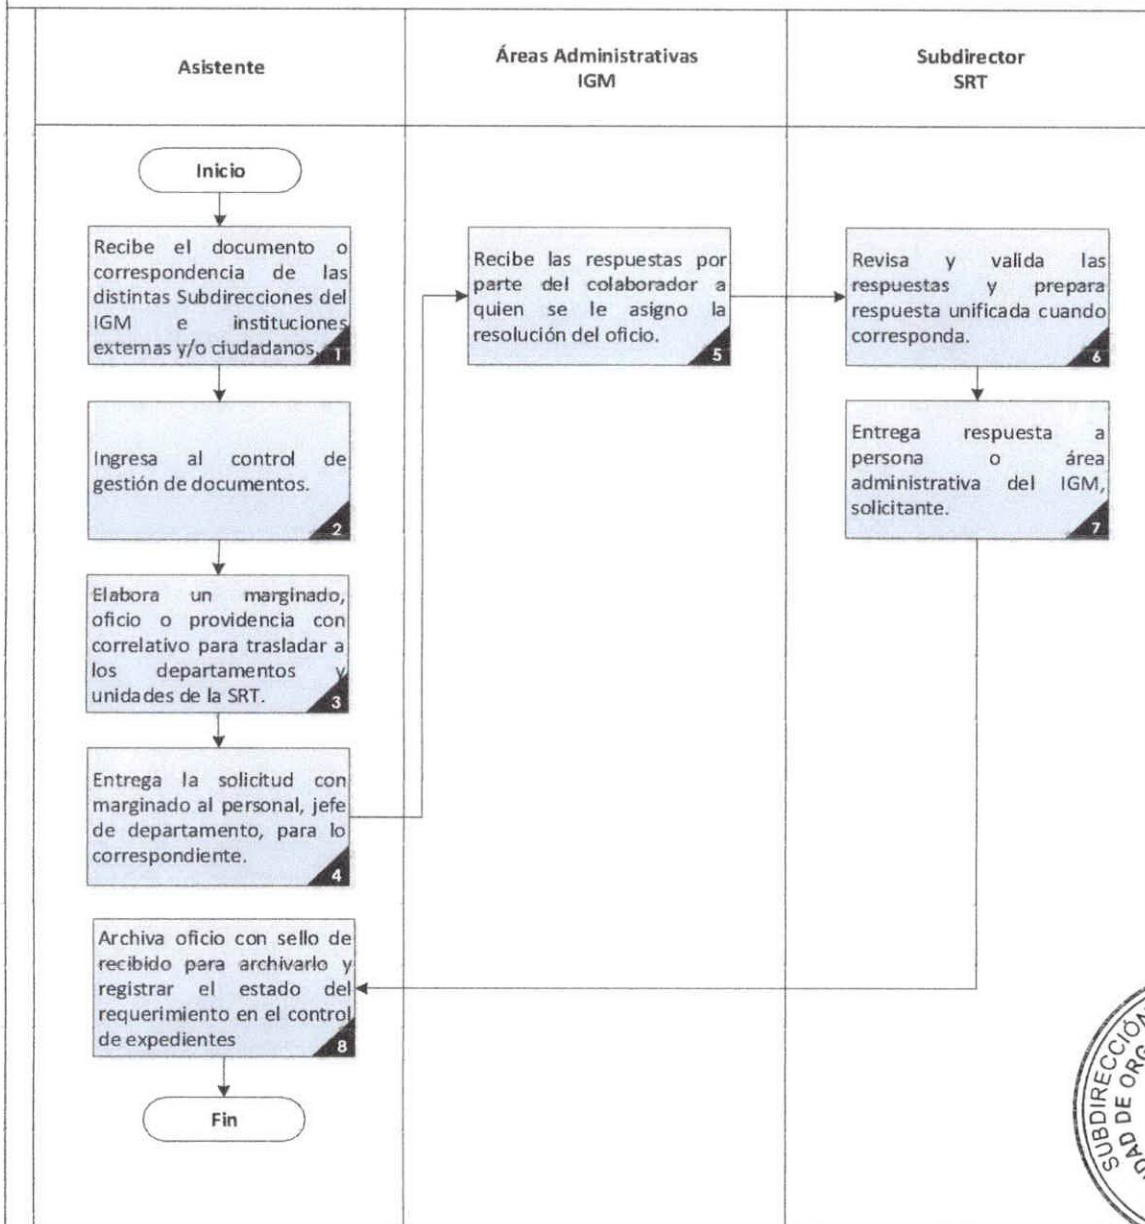 Asistente
Áreas Administrativas
IGM
Subdirector
SRT
Inicio
Recibe el documento o
correspondencia de las
distintas Subdirecciones del
IGM e instituciones
externas y/o ciudadanos.
1
Ingresa al control de
gestión de documentos.
2
Elabora un marginado,
oficio o providencia con
correlativo para trasladar a
los departamentos y
unidades de la SRT.
3
Entrega la solicitud con
marginado al personal, jefe
de departamento, para lo
correspondiente.
4
Recibe las respuestas por
parte del colaborador a
quien se le asigno la
resolución del oficio.
5
Revisa y valida las
respuestas y prepara
respuesta unificada cuando
corresponda.
6
Entrega respuesta a
persona o área
administrativa del IGM,
solicitante.
7
Archiva oficio con sello de
recibido para archivarlo y
registrar el estado del
requerimiento en el control
de expedientes
8
Fin
SUBDIRECCIÓN
DE